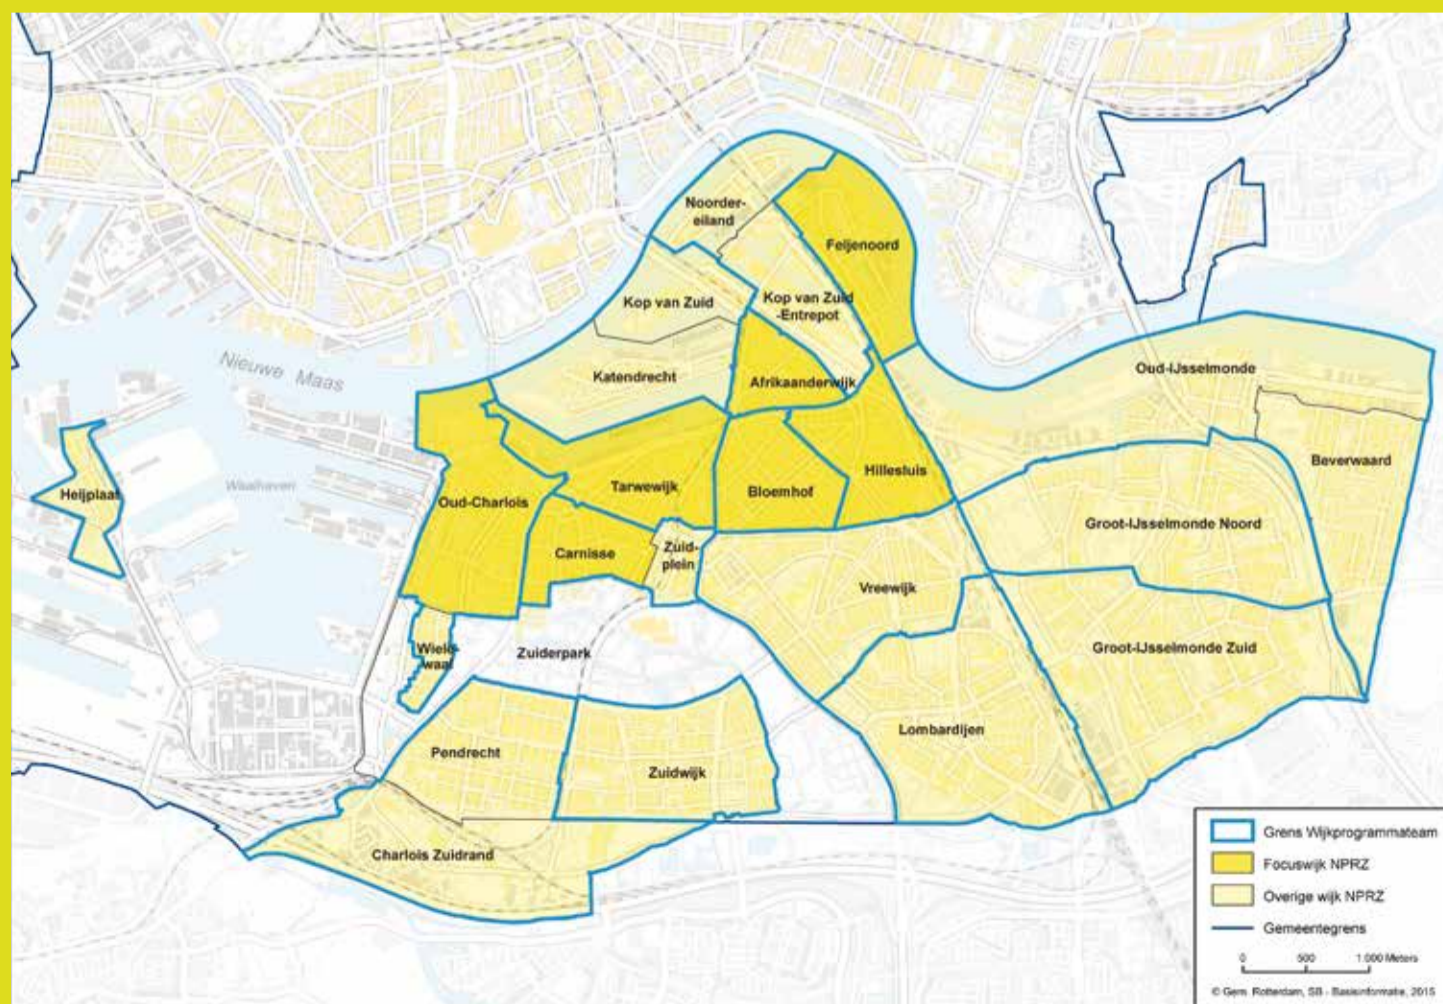 Noorder-
eiland
Feijenoord
Kop van Zuid
Kop van Zuid
-Entrepot
Nieuwe Maas
Katendrecht
Afrikaanderwijk
Oud-IJsselmonde
Beverwaard
Heijplaat
Waalhaven
Oud-Charlois
Tarwewijk
Bloemhof
Hillesluis
Groot-IJsselmonde Noord
Carnisse
Zuid-
plein
Vreewijk
Wielewaal
Zuiderpark
Groot-IJsselmonde Zuid
Pendrecht
Zuidwijk
Lombardijen
Charlois Zuidrand
Grens Wijkprogrammateam
Focuswijk NPRZ
Overige wijk NPRZ
Gemeentegrens
0 500 1.000 Meters
© Gem. Rotterdam, SB - Basisinformatie, 2015